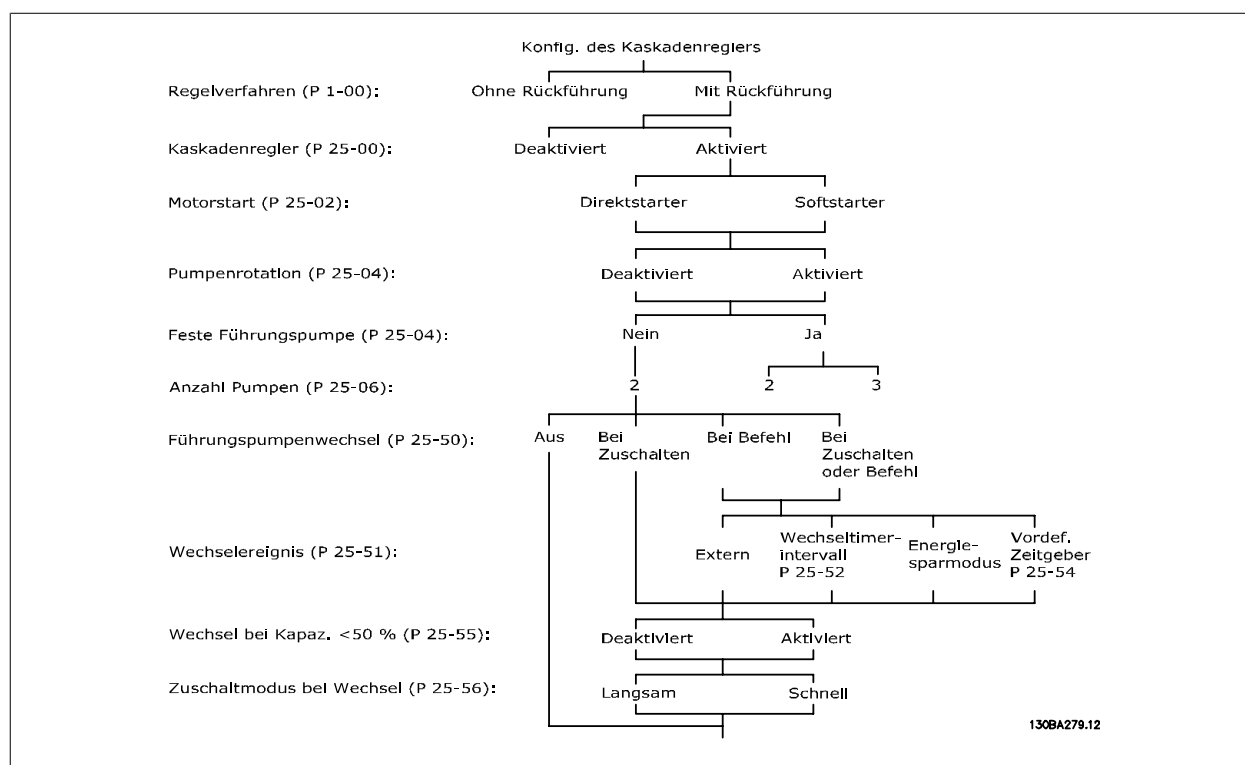 Konfig. des Kaskadenreglers
Regelverfahren (P 1-00): Ohne Rückführung Mit Rückführung
Kaskadenregler (P 25-00): Deaktiviert Aktiviert
Motorstart (P 25-02): Direktstarter Softstarter
Pumpenrotation (P 25-04): Deaktiviert Aktiviert
Feste Führungspumpe (P 25-04): Nein Ja
Anzahl Pumpen (P 25-06): 2 2 3
Führungspumpenwechsel (P 25-50): Aus Bei Zuschalten Bei Befehl Bei Zuschalten oder Befehl
Wechselereignis (P 25-51): Extern Wechseltimer-intervall P 25-52 Energie-sparmodus Vordef. Zeitgeber P 25-54
Wechsel bei Kapaz. <50 % (P 25-55): Deaktiviert Aktiviert
Zuschaltmodus bei Wechsel (P 25-56): Langsam Schnell
130BA279.12